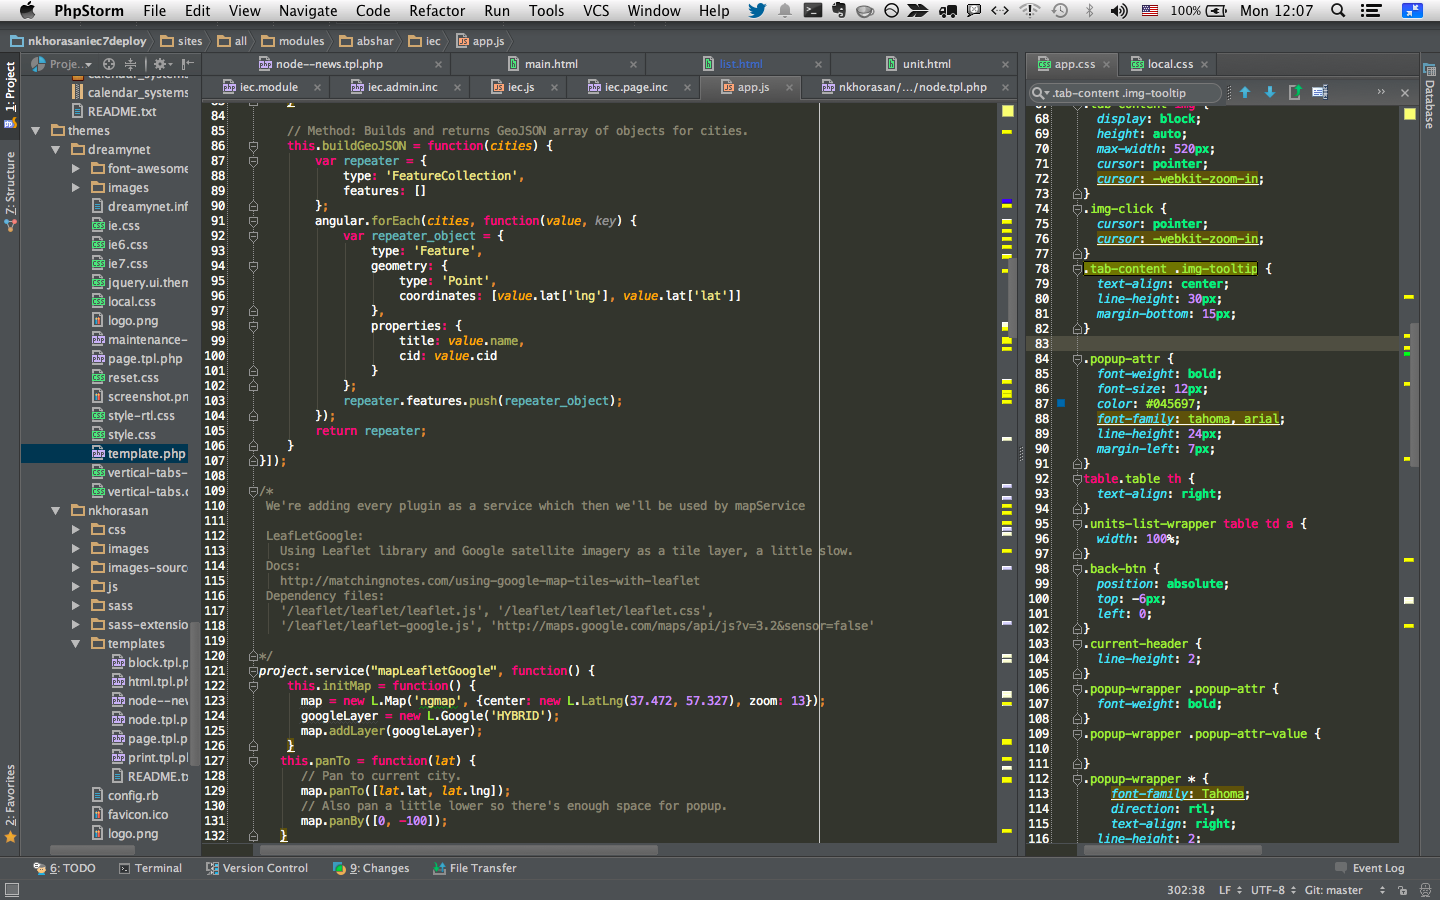 PhpStorm File Edit View Navigate Code Refactor Run Tools VCS Window Help 100% Mon 12:07
nkhorasaniec7deploy sites all modules abshar iec app.js
1: Project
Z: Structure
2: Favorites
Proje...
calendar_systems
calendar_systems
README.txt
themes
dreamynet
font-awesome
images
dreamynet.inf
ie.css
ie6.css
ie7.css
jquery.ui.them
local.css
logo.png
maintenance-
page.tpl.php
reset.css
screenshot.pn
style-rtl.css
style.css
template.php
vertical-tabs-
vertical-tabs.c
nkhorasan
css
images
images-sourc
js
sass
sass-extensio
templates
block.tpl.p
html.tpl.ph
node--nev
node.tpl.p
page.tpl.p
print.tpl.pl
README.tx
config.rb
favicon.ico
logo.png
node--news.tpl.php main.html list.html unit.html
iec.module iec.admin.inc iec.js iec.page.inc app.js nkhorasan/.../node.tpl.php
83 }
84
85 // Method: Builds and returns GeoJSON array of objects for cities.
86 this.buildGeoJSON = function(cities) {
87 var repeater = {
88 type: 'FeatureCollection',
89 features: []
90 };
91 angular.forEach(cities, function(value, key) {
92 var repeater_object = {
93 type: 'Feature',
94 geometry: {
95 type: 'Point',
96 coordinates: [value.lat['lng'], value.lat['lat']]
97 },
98 properties: {
99 title: value.name,
100 cid: value.cid
101 }
102 };
103 repeater.features.push(repeater_object);
104 });
105 return repeater;
106 }
107 }]);
108
109 /*
110 We're adding every plugin as a service which then we'll be used by mapService
111
112 LeafLetGoogle:
113 Using Leaflet library and Google satellite imagery as a tile layer, a little slow.
114 Docs:
115 http://matchingnotes.com/using-google-map-tiles-with-leaflet
116 Dependency files:
117 '/leaflet/leaflet/leaflet.js', '/leaflet/leaflet/leaflet.css',
118 '/leaflet/leaflet-google.js', 'http://maps.google.com/maps/api/js?v=3.2&sensor=false'
119
120 */
121 project.service("mapLeafletGoogle", function() {
122 this.initMap = function() {
123 map = new L.Map('ngmap', {center: new L.LatLng(37.472, 57.327), zoom: 13});
124 googleLayer = new L.Google('HYBRID');
125 map.addLayer(googleLayer);
126 }
127 this.panTo = function(lat) {
128 // Pan to current city.
129 map.panTo([lat.lat, lat.lng]);
130 // Also pan a little lower so there's enough space for popup.
131 map.panBy([0, -100]);
132 }
app.css local.css
.tab-content .img-tooltip
67 .tab-content img {
68 display: block;
69 height: auto;
70 max-width: 520px;
71 cursor: pointer;
72 cursor: -webkit-zoom-in;
73 }
74 .img-click {
75 cursor: pointer;
76 cursor: -webkit-zoom-in;
77 }
78 .tab-content .img-tooltip {
79 text-align: center;
80 line-height: 30px;
81 margin-bottom: 15px;
82 }
83
84 .popup-attr {
85 font-weight: bold;
86 font-size: 12px;
87 color: #045697;
88 font-family: tahoma, arial;
89 line-height: 24px;
90 margin-left: 7px;
91 }
92 table.table th {
93 text-align: right;
94 }
95 .units-list-wrapper table td a {
96 width: 100%;
97 }
98 .back-btn {
99 position: absolute;
100 top: -6px;
101 left: 0;
102 }
103 .current-header {
104 line-height: 2;
105 }
106 .popup-wrapper .popup-attr {
107 font-weight: bold;
108 }
109 .popup-wrapper .popup-attr-value {
110
111 }
112 .popup-wrapper * {
113 font-family: Tahoma;
114 direction: rtl;
115 text-align: right;
116 line-height: 2;
Database
6: TODO Terminal Version Control 9: Changes File Transfer Event Log
302:38 LF UTF-8 Git: master